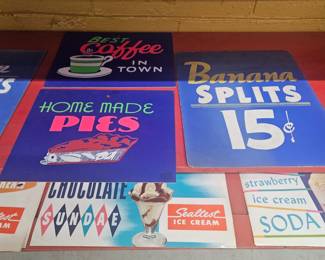 BEST
Coffee
IN
TOWN
Banana
SPLITS
15¢
HOME MADE
PIES
CHOCOLATE
SUNDAE
Sealtest
ICE CREAM
strawberry
ice cream
SODA